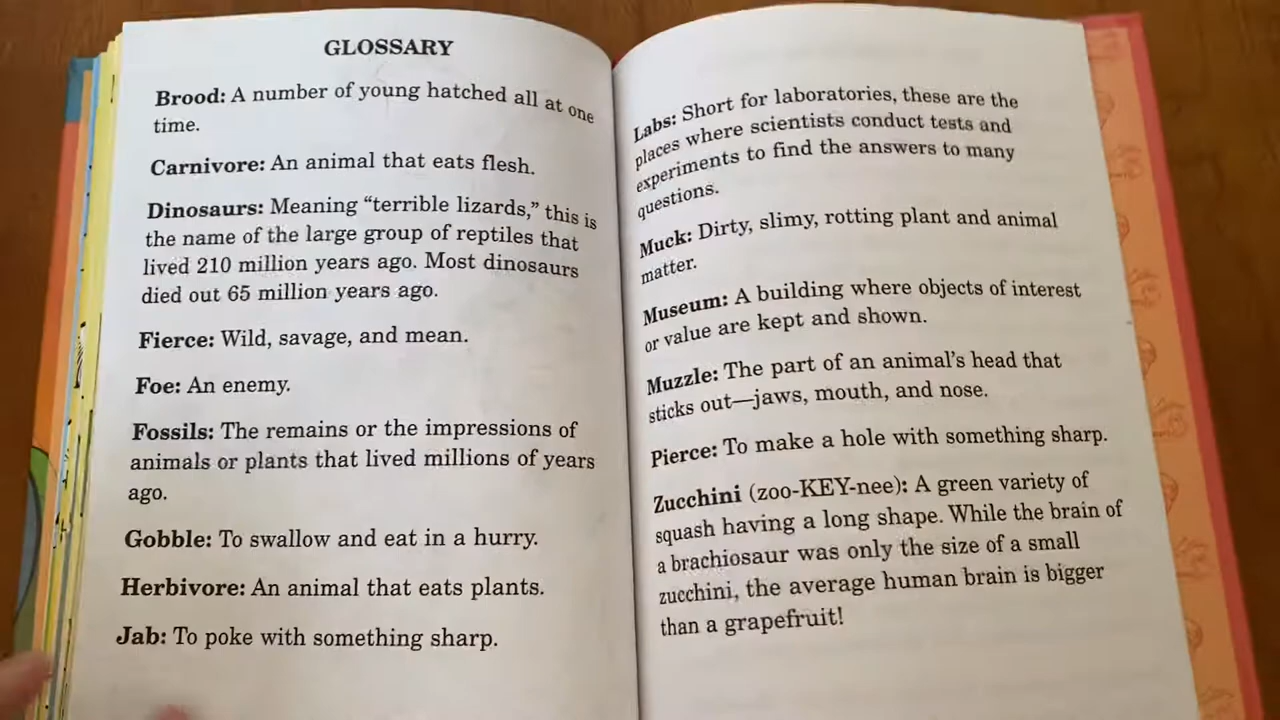 GLOSSARY
Brood: A number of young hatched all at one
time.
Carnivore: An animal that eats flesh.
Dinosaurs: Meaning “terrible lizards,” this is
the name of the large group of reptiles that
lived 210 million years ago. Most dinosaurs
died out 65 million years ago.
Fierce: Wild, savage, and mean.
Foe: An enemy.
Fossils: The remains or the impressions of
animals or plants that lived millions of years
ago.
Gobble: To swallow and eat in a hurry.
Herbivore: An animal that eats plants.
Jab: To poke with something sharp.
Labs: Short for laboratories, these are the
places where scientists conduct tests and
experiments to find the answers to many
questions.
Muck: Dirty, slimy, rotting plant and animal
matter.
Museum: A building where objects of interest
or value are kept and shown.
Muzzle: The part of an animal’s head that
sticks out—jaws, mouth, and nose.
Pierce: To make a hole with something sharp.
Zucchini (zoo-KEY-nee): A green variety of
squash having a long shape. While the brain of
a brachiosaur was only the size of a small
zucchini, the average human brain is bigger
than a grapefruit!